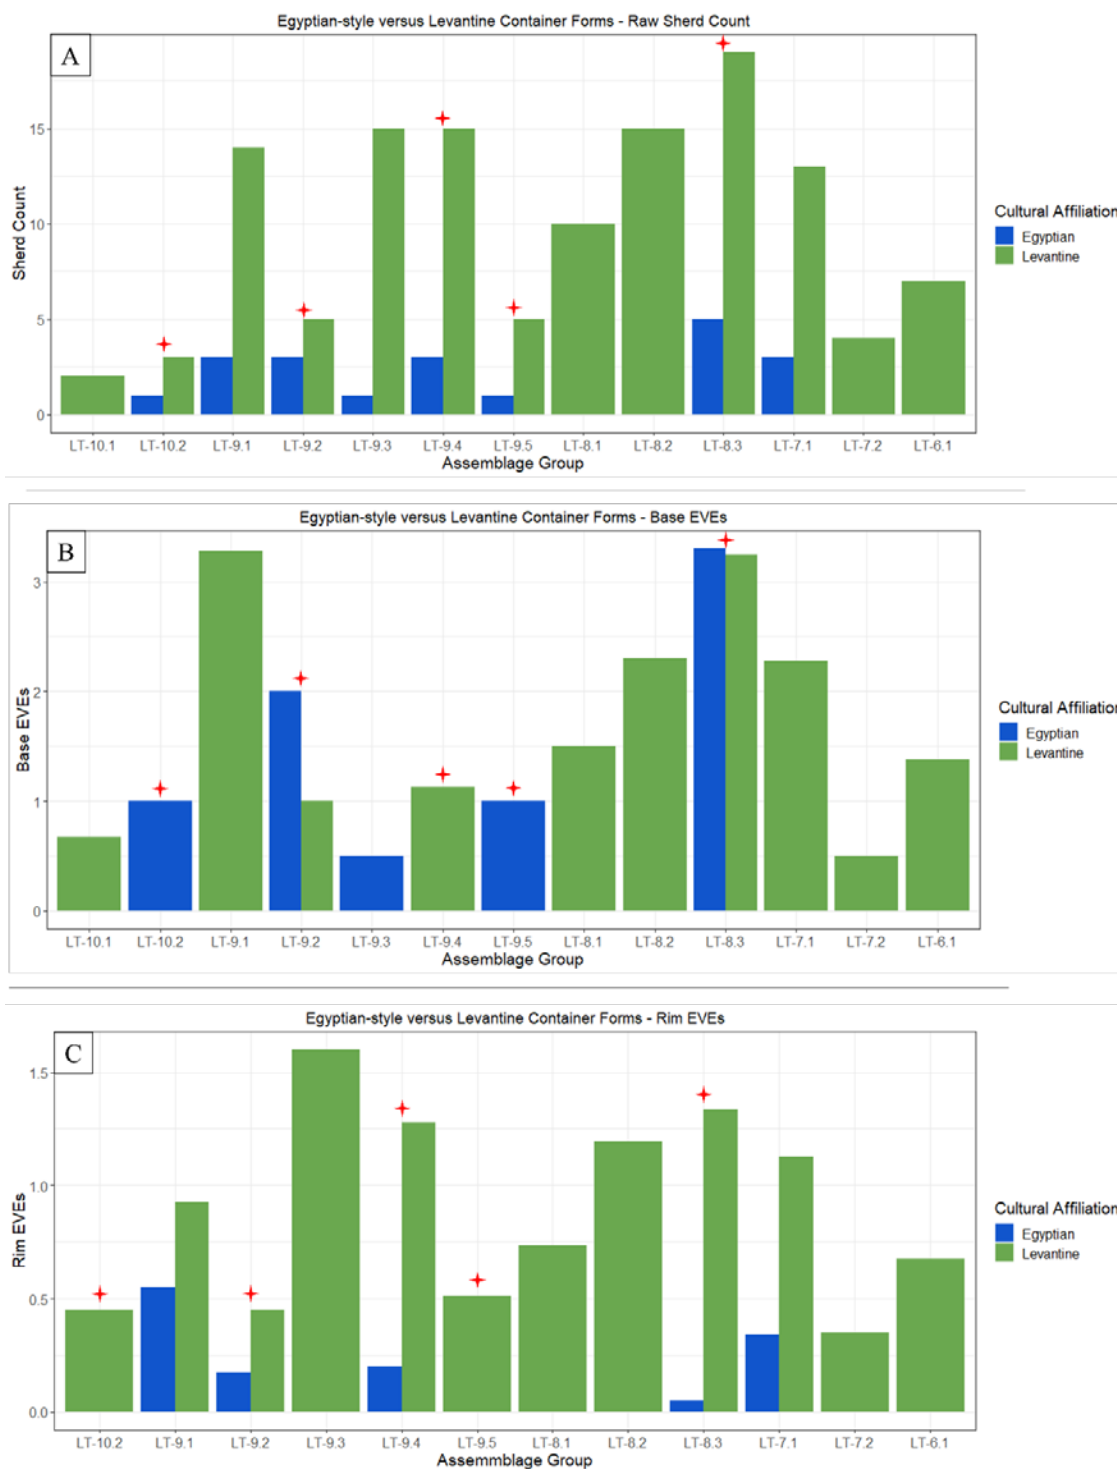 Egyptian-style versus Levantine Container Forms - Raw Sherd Count
A
15
10
5
0
Sherd Count
LT-10.1 LT-10.2 LT-9.1 LT-9.2 LT-9.3 LT-9.4 LT-9.5 LT-8.1 LT-8.2 LT-8.3 LT-7.1 LT-7.2 LT-6.1
Assemblage Group
Cultural Affiliation
Egyptian
Levantine
Egyptian-style versus Levantine Container Forms - Base EVEs
B
3
2
1
0
Base EVEs
LT-10.1 LT-10.2 LT-9.1 LT-9.2 LT-9.3 LT-9.4 LT-9.5 LT-8.1 LT-8.2 LT-8.3 LT-7.1 LT-7.2 LT-6.1
Assemblage Group
Cultural Affiliation
Egyptian
Levantine
Egyptian-style versus Levantine Container Forms - Rim EVEs
C
1.5
1.0
0.5
0.0
Rim EVEs
LT-10.2 LT-9.1 LT-9.2 LT-9.3 LT-9.4 LT-9.5 LT-8.1 LT-8.2 LT-8.3 LT-7.1 LT-7.2 LT-6.1
Assemmblage Group
Cultural Affiliation
Egyptian
Levantine